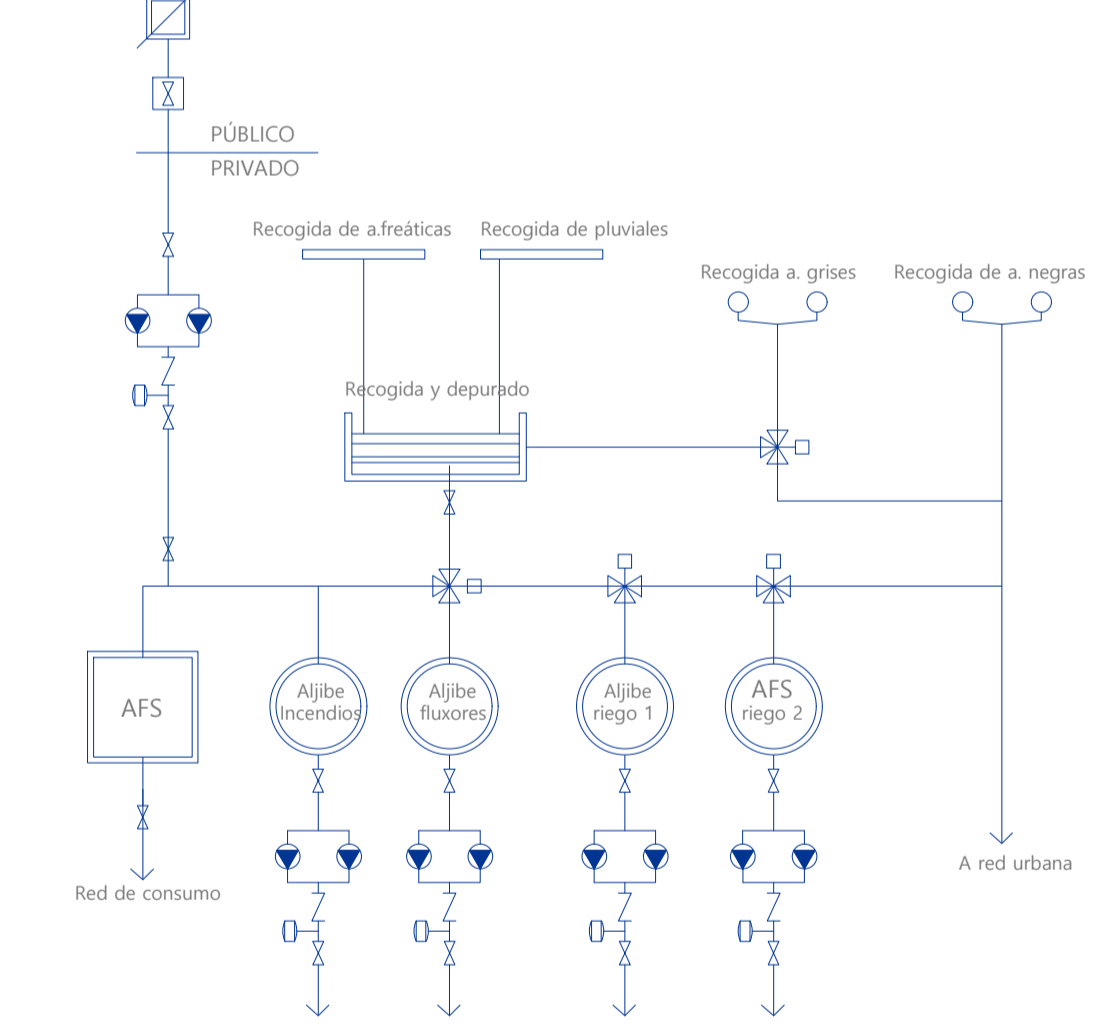 PÚBLICO
PRIVADO
Recogida de a.freáticas
Recogida de pluviales
Recogida a. grises
Recogida de a. negras
Recogida y depurado
AFS
Aljibe
Incendios
Aljibe
fluxores
Aljibe
riego 1
AFS
riego 2
Red de consumo
A red urbana